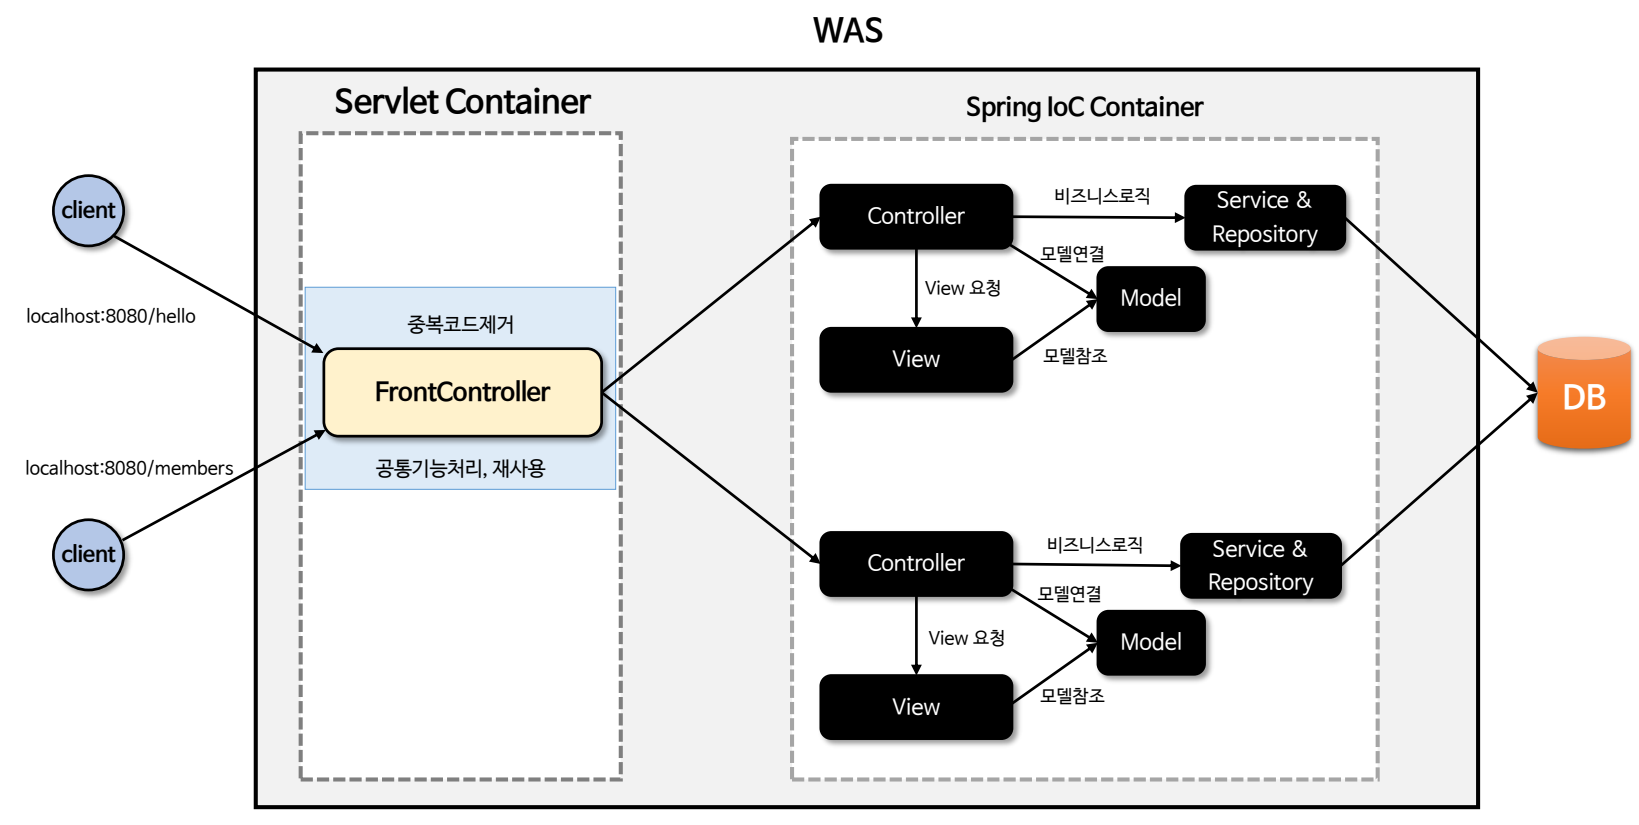 WAS
Servlet Container
Spring IoC Container
client
localhost:8080/hello
중복코드제거
FrontController
공통기능처리, 재사용
localhost:8080/members
client
Controller
비즈니스로직
Service &
Repository
모델연결
View 요청
Model
View
모델참조
DB
Controller
비즈니스로직
Service &
Repository
모델연결
View 요청
Model
View
모델참조